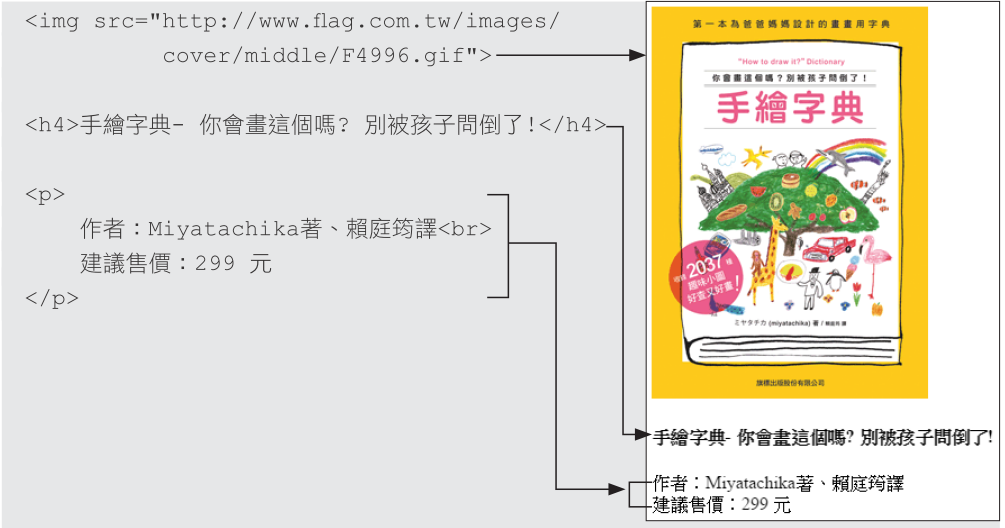 <img src="http://www.flag.com.tw/images/
cover/middle/F4996.gif">
<h4>手繪字典- 你會畫這個嗎? 別被孩子問倒了!</h4>
<p>
作者：Miyatachika著、賴庭筠譯<br>
建議售價：299 元
</p>
第一本為爸爸媽媽設計的畫畫用字典
"How to draw it?" Dictionary
你會畫這個嗎？別被孩子問倒了！
手繪字典
2037 種
趣味小圖
好查又好畫！
ミヤタチカ (miyatachika) 著 / 賴庭筠 譯
旗標出版股份有限公司
手繪字典- 你會畫這個嗎? 別被孩子問倒了!
作者：Miyatachika著、賴庭筠譯
建議售價：299 元